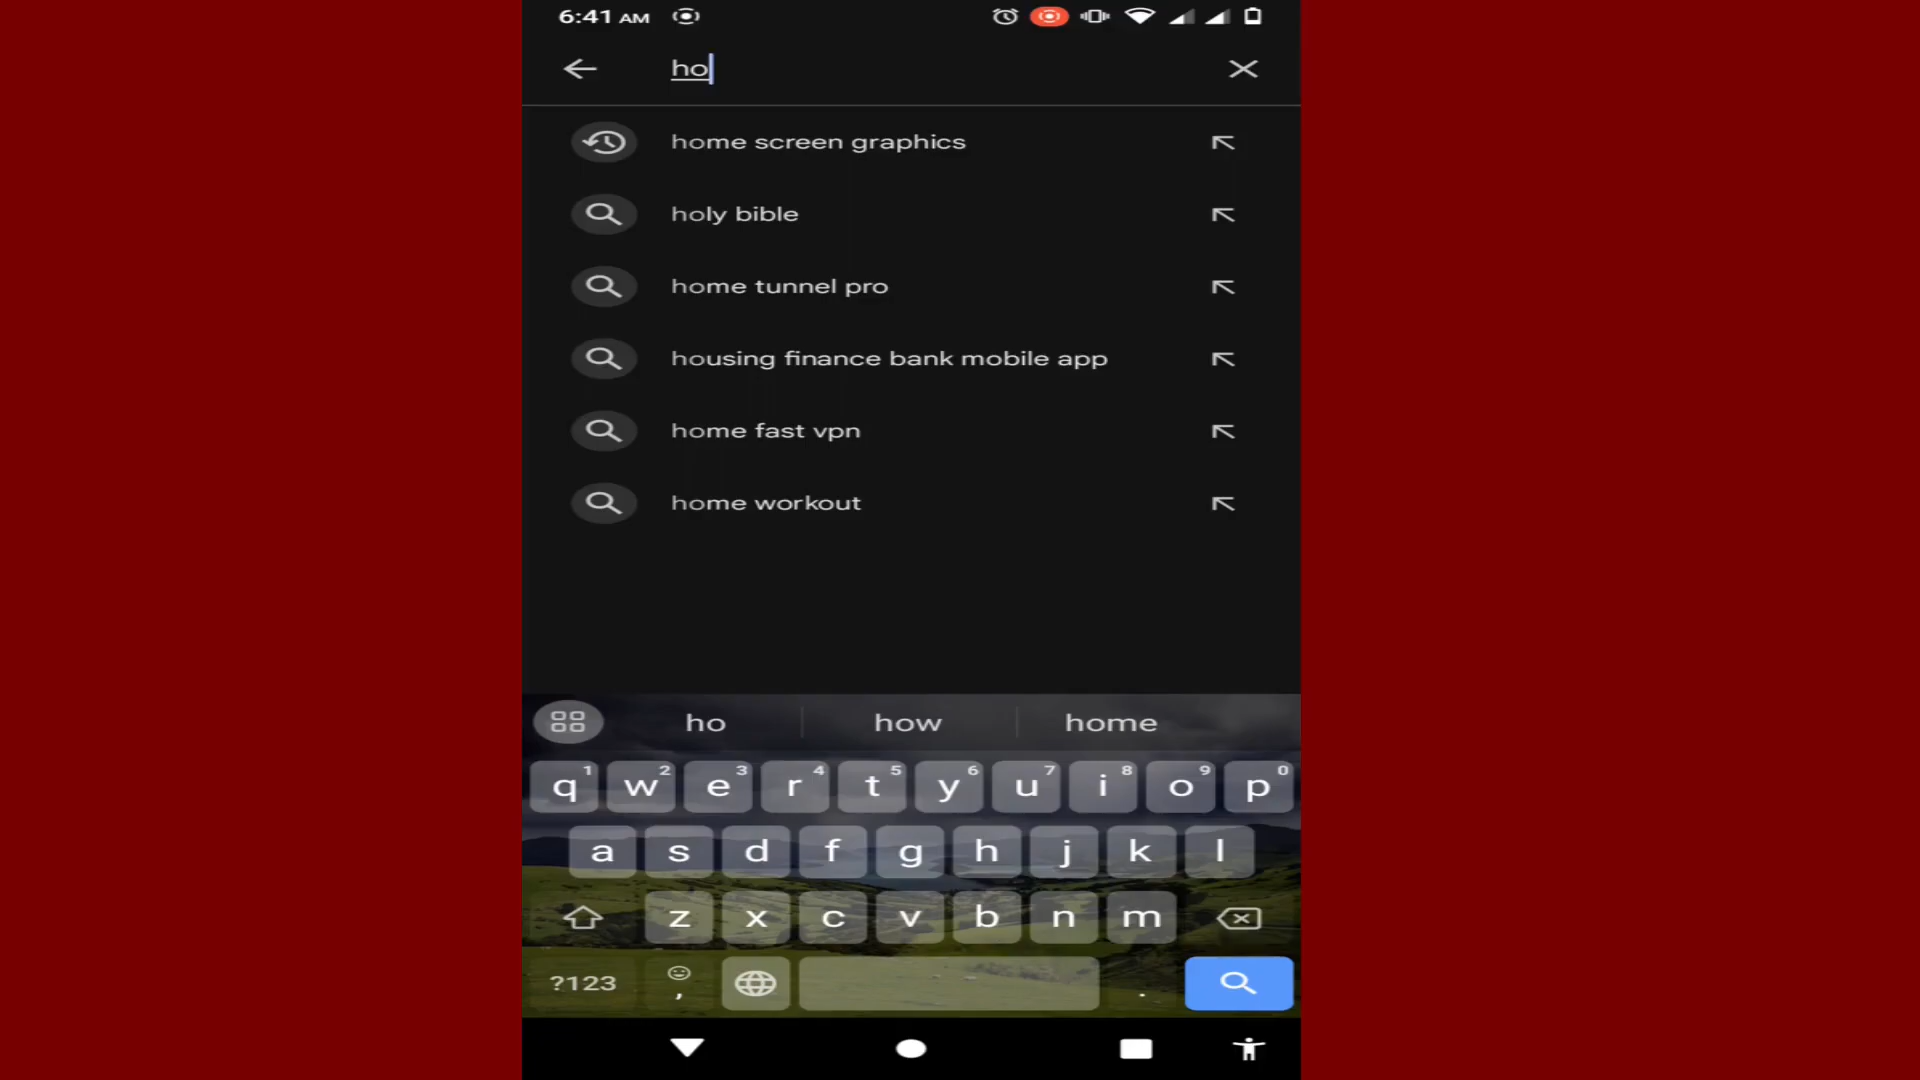 6:41 AM
ho
home screen graphics
holy bible
home tunnel pro
housing finance bank mobile app
home fast vpn
home workout
ho how home
q1 w2 e3 r4 t5 y6 u7 i8 o9 p0
a s d f g h j k l
z x c v b n m
?123 , .